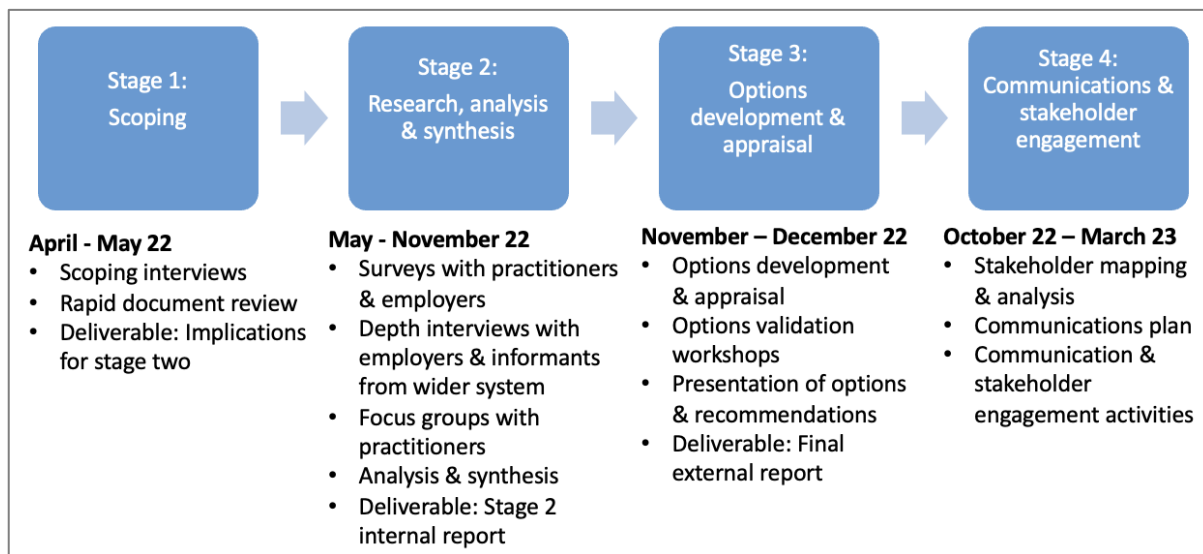 Stage 1:
Scoping
Stage 2:
Research, analysis
& synthesis
Stage 3:
Options
development &
appraisal
Stage 4:
Communications &
stakeholder
engagement
April - May 22
• Scoping interviews
• Rapid document review
• Deliverable: Implications
for stage two
May - November 22
• Surveys with practitioners
& employers
• Depth interviews with
employers & informants
from wider system
• Focus groups with
practitioners
• Analysis & synthesis
• Deliverable: Stage 2
internal report
November – December 22
• Options development
& appraisal
• Options validation
workshops
• Presentation of options
& recommendations
• Deliverable: Final
external report
October 22 – March 23
• Stakeholder mapping
& analysis
• Communications plan
• Communication &
stakeholder
engagement activities